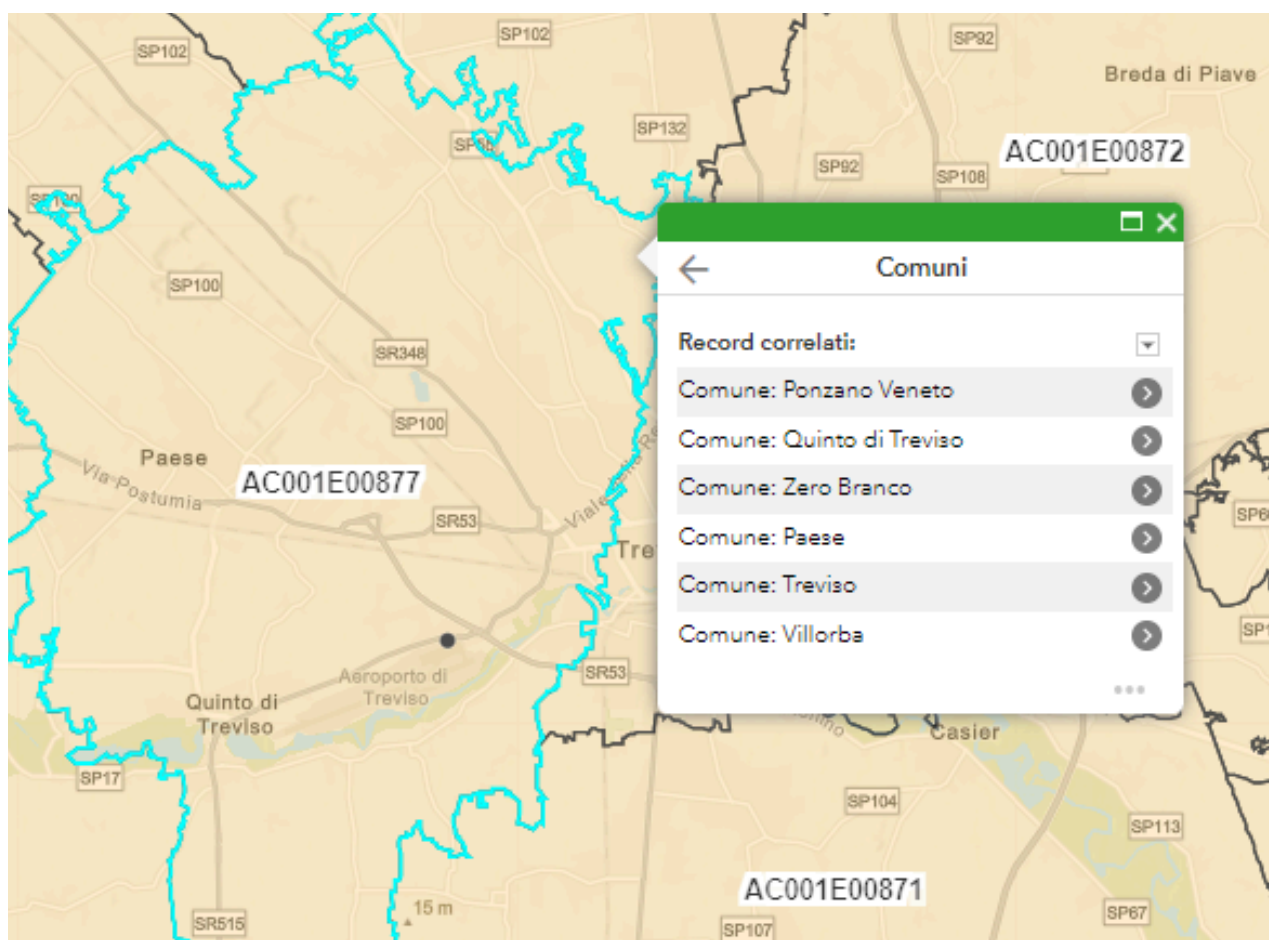 SP102
SP102
SP92
Breda di Piave
SP132
AC001E00872
SP92
SP108
Comuni
SP100
Record correlati:
SR348
Comune: Ponzano Veneto
SP100
Comune: Quinto di Treviso
Paese
AC001E00877
Comune: Zero Branco
Via Postumia
SR53
Comune: Paese
Tre
Comune: Treviso
Comune: Villorba
Aeroporto di
Treviso
SR53
Quinto di
Treviso
Casier
SP17
SP104
SP113
AC001E00871
15 m
SR515
SP107
SP67